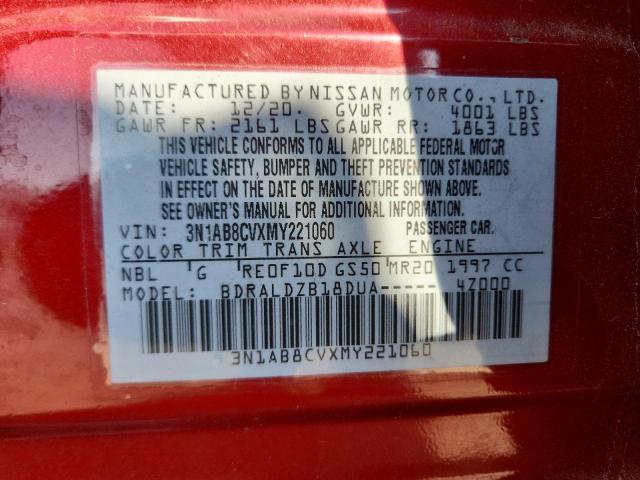 MANUFACTURED BY NISSAN MOTOR CO., LTD.
DATE: 12/20. GVWR: 4001 LBS
GAWR FR: 2161 LBS GAWR RR: 1863 LBS
THIS VEHICLE CONFORMS TO ALL APPLICABLE FEDERAL MOTOR
VEHICLE SAFETY, BUMPER AND THEFT PREVENTION STANDARDS
IN EFFECT ON THE DATE OF MANUFACTURE SHOWN ABOVE.
SEE OWNER'S MANUAL FOR ADDITIONAL INFORMATION.
VIN: 3N1AB8CVXMY221060 PASSENGER CAR.
COLOR TRIM TRANS AXLE ENGINE
NBL 'G 'RE0F10D GS50 'MR20 1997 CC
MODEL: BDRALDZB18DUA----- 4Z000
3N1AB8CVXMY221060